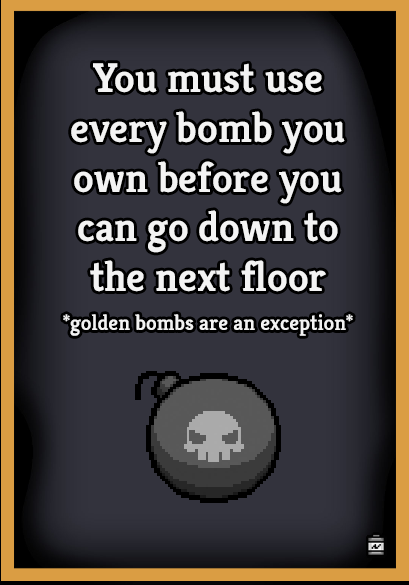 You must use
every bomb you
own before you
can go down to
the next floor
*golden bombs are an exception*